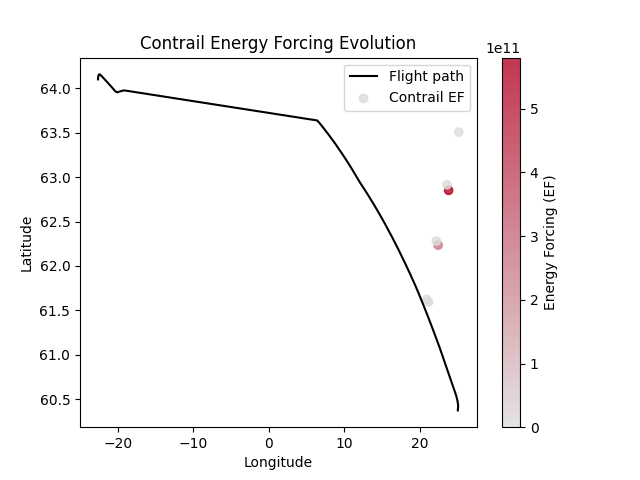 Contrail Energy Forcing Evolution
1e11
Flight path
Contrail EF
64.0
63.5
63.0
62.5
62.0
61.5
61.0
60.5
Latitude
−20
−10
0
10
20
Longitude
5
4
3
2
1
0
Energy Forcing (EF)